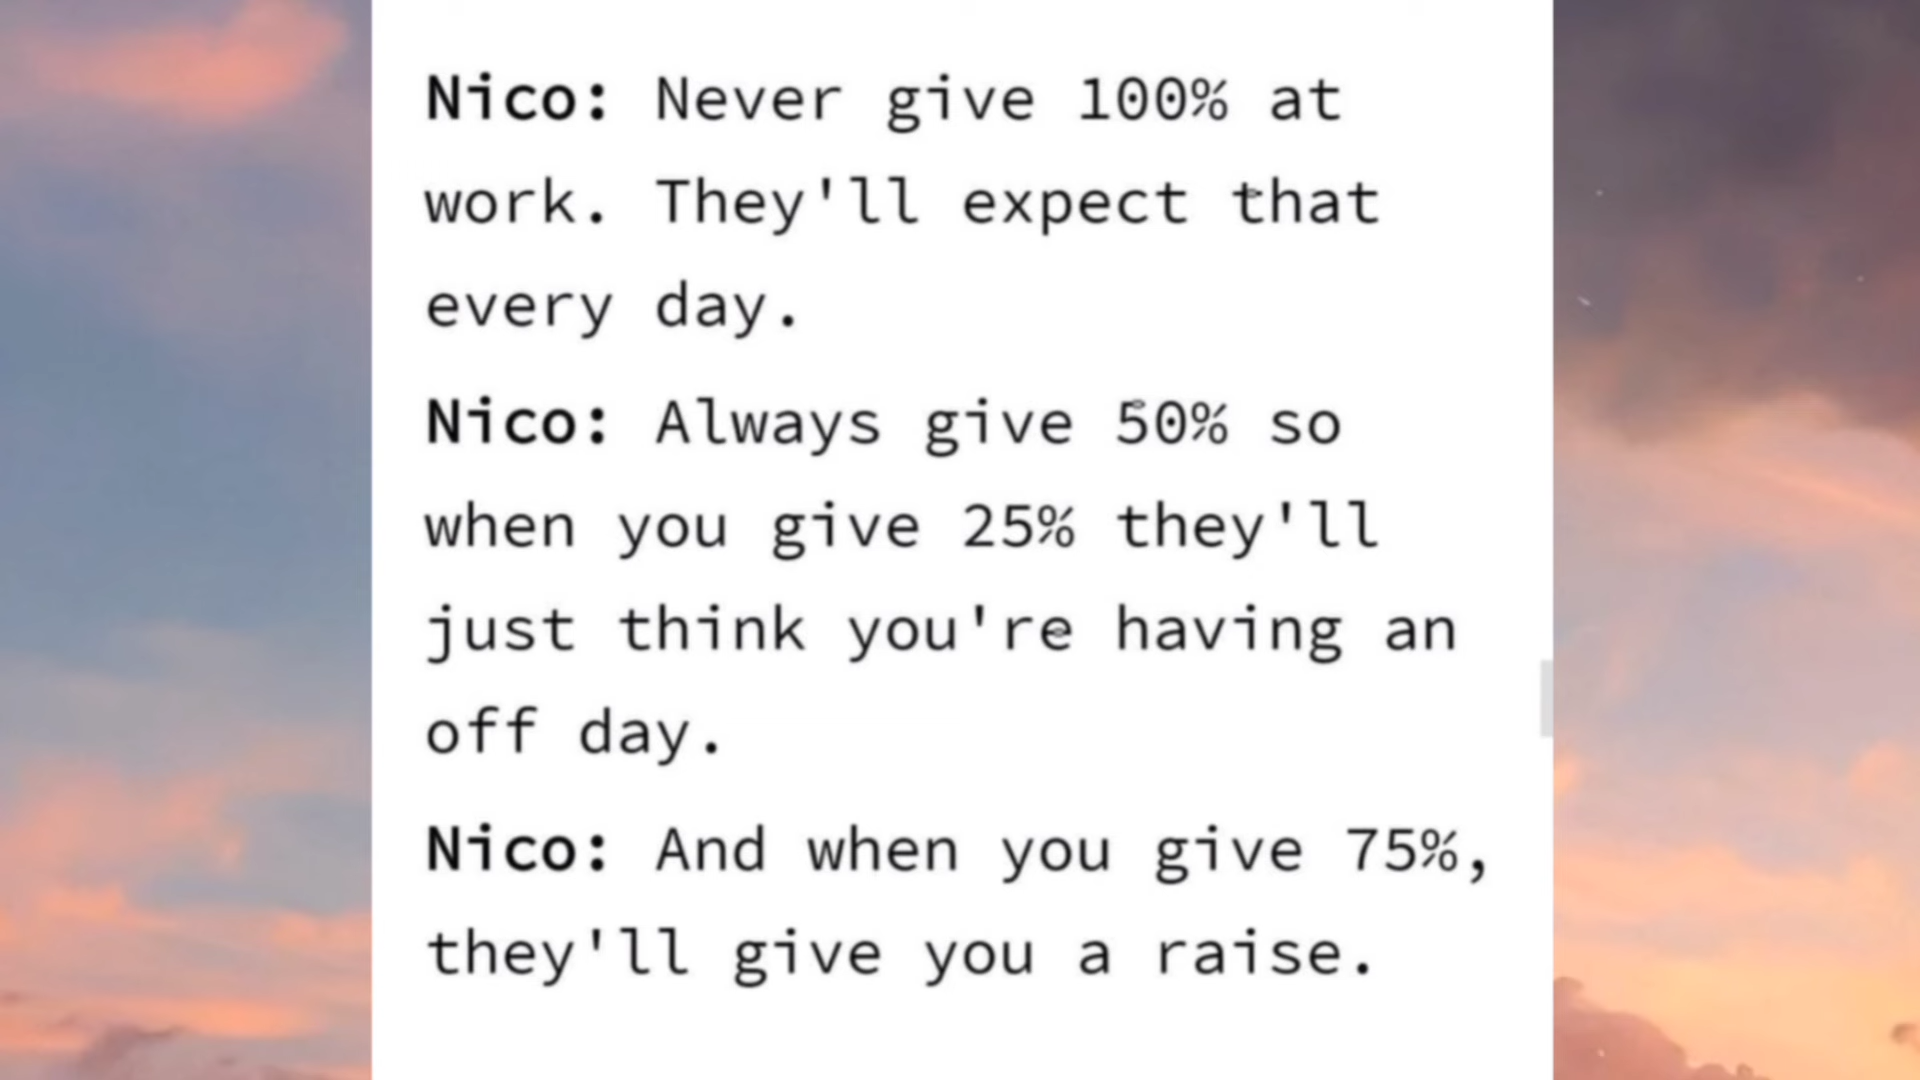 Nico: Never give 100% at
work. They'll expect that
every day.
Nico: Always give 50% so
when you give 25% they'll
just think you're having an
off day.
Nico: And when you give 75%,
they'll give you a raise.